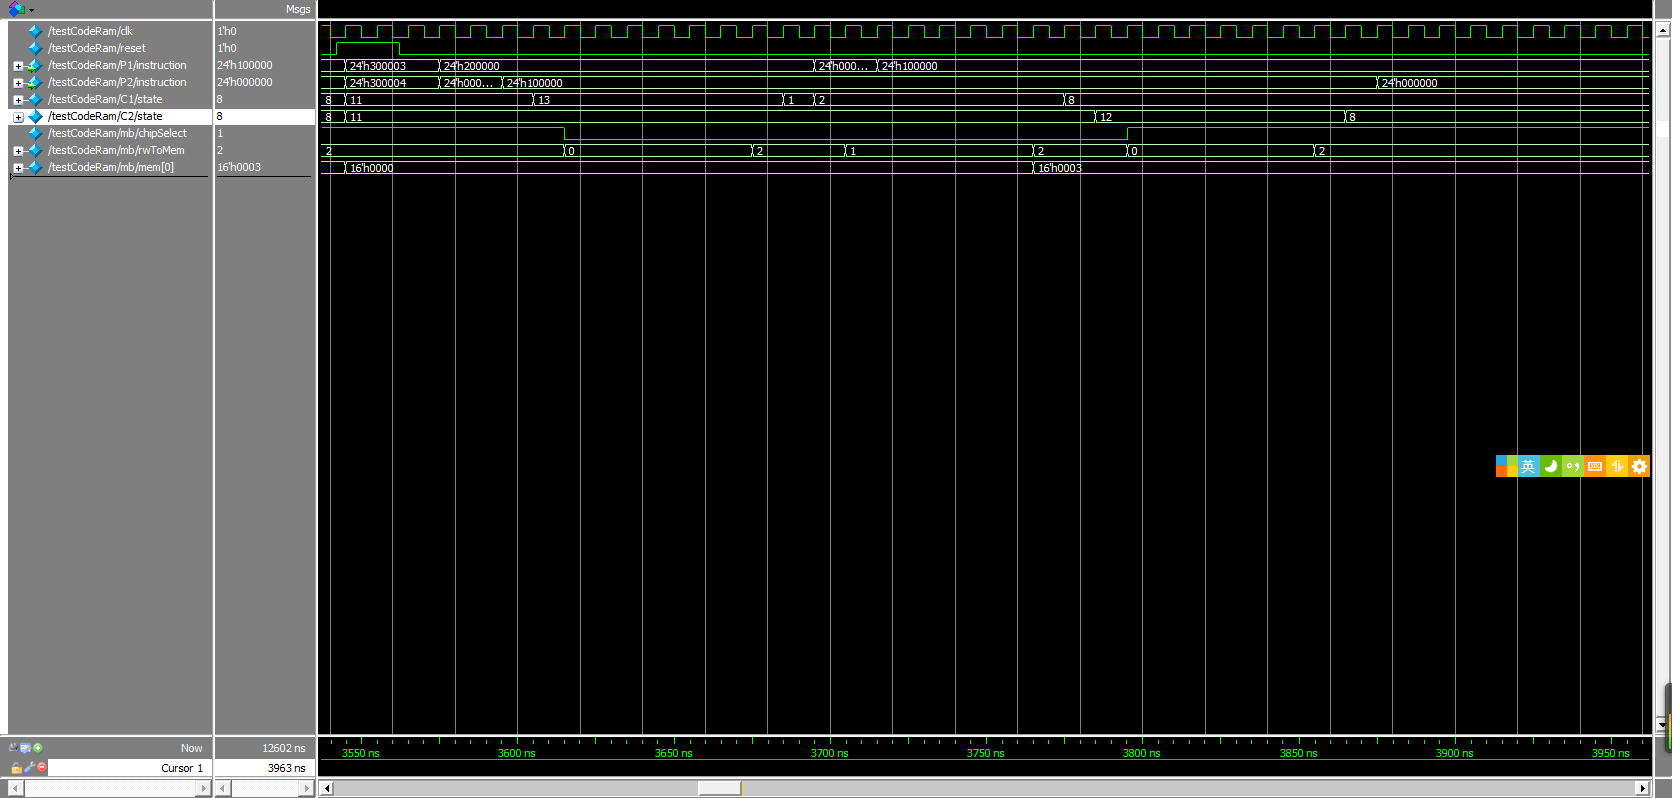 Msgs
/testCodeRam/clk 1'h0
/testCodeRam/reset 1'h0
/testCodeRam/P1/instruction 24'h100000 24'h300003 24'h200000 24'h000... 24'h100000
/testCodeRam/P2/instruction 24'h000000 24'h300004 24'h000... 24'h100000 24'h000000
/testCodeRam/C1/state 8 8 11 13 1 2 8
/testCodeRam/C2/state 8 8 11 12 8
/testCodeRam/mb/chipSelect 1
/testCodeRam/mb/rwToMem 2 2 0 2 1 2 0 2
/testCodeRam/mb/mem[0] 16'h0003 16'h0000 16'h0003
英
Now 12602 ns 3550 ns 3600 ns 3650 ns 3700 ns 3750 ns 3800 ns 3850 ns 3900 ns 3950 ns
Cursor 1 3963 ns